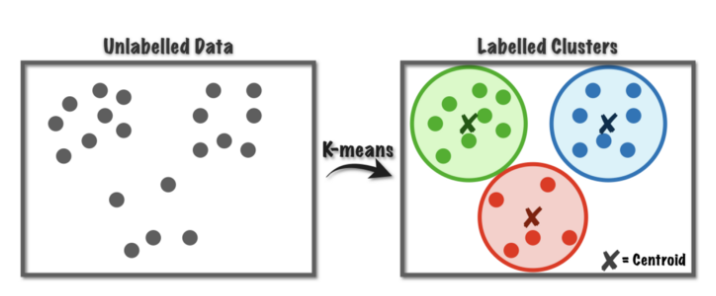 Unlabelled Data
Labelled Clusters
K-means
X = Centroid